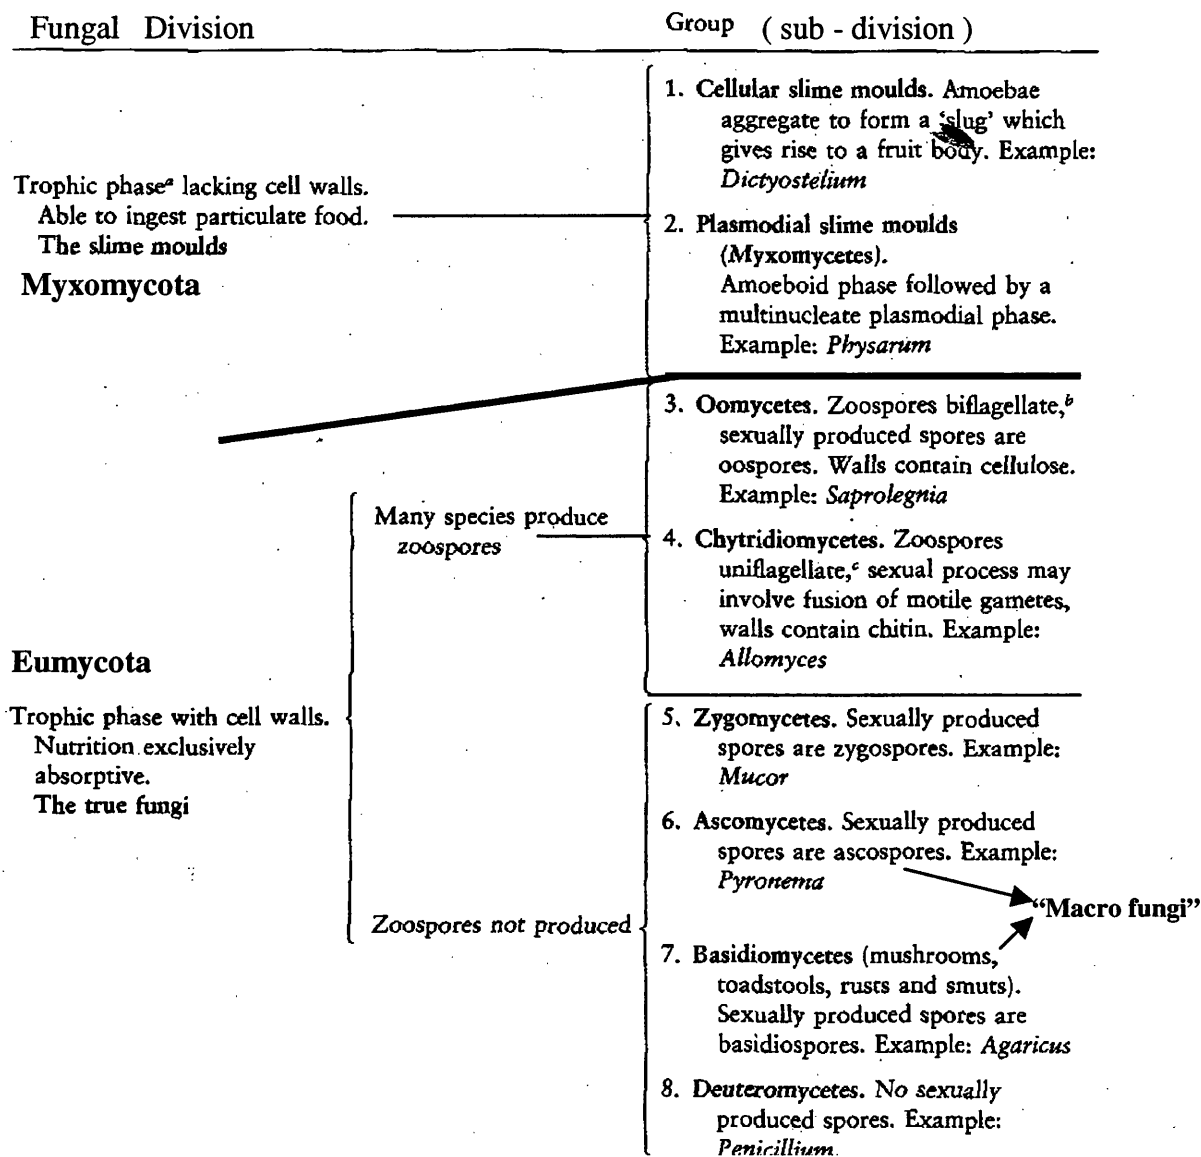 Fungal Division
Group ( sub - division )
1. Cellular slime moulds. Amoebae
aggregate to form a 'slug' which
gives rise to a fruit body. Example:
Dictyostelium
Trophic phaseᵃ lacking cell walls.
Able to ingest particulate food.
The slime moulds
Myxomycota
2. Plasmodial slime moulds
(Myxomycetes).
Amoeboid phase followed by a
multinucleate plasmodial phase.
Example: Physarum
3. Oomycetes. Zoospores biflagellate,ᵇ
sexually produced spores are
oospores. Walls contain cellulose.
Example: Saprolegnia
Many species produce
zoospores
4. Chytridiomycetes. Zoospores
uniflagellate,ᶜ sexual process may
involve fusion of motile gametes,
walls contain chitin. Example:
Allomyces
Eumycota
Trophic phase with cell walls.
Nutrition exclusively
absorptive.
The true fungi
5. Zygomycetes. Sexually produced
spores are zygospores. Example:
Mucor
6. Ascomycetes. Sexually produced
spores are ascospores. Example:
Pyronema
"Macro fungi"
Zoospores not produced
7. Basidiomycetes (mushrooms,
toadstools, rusts and smuts).
Sexually produced spores are
basidiospores. Example: Agaricus
8. Deuteromycetes. No sexually
produced spores. Example:
Penicillium.